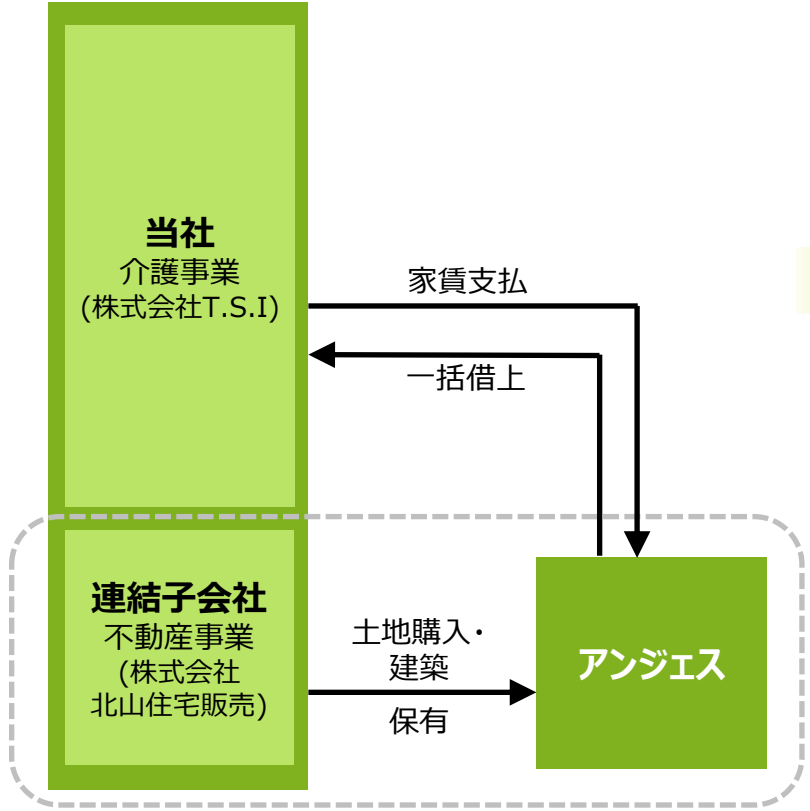 当社
介護事業
(株式会社T.S.I)
家賃支払
一括借上
連結子会社
不動産事業
(株式会社
北山住宅販売)
土地購入・
建築
保有
アンジェス